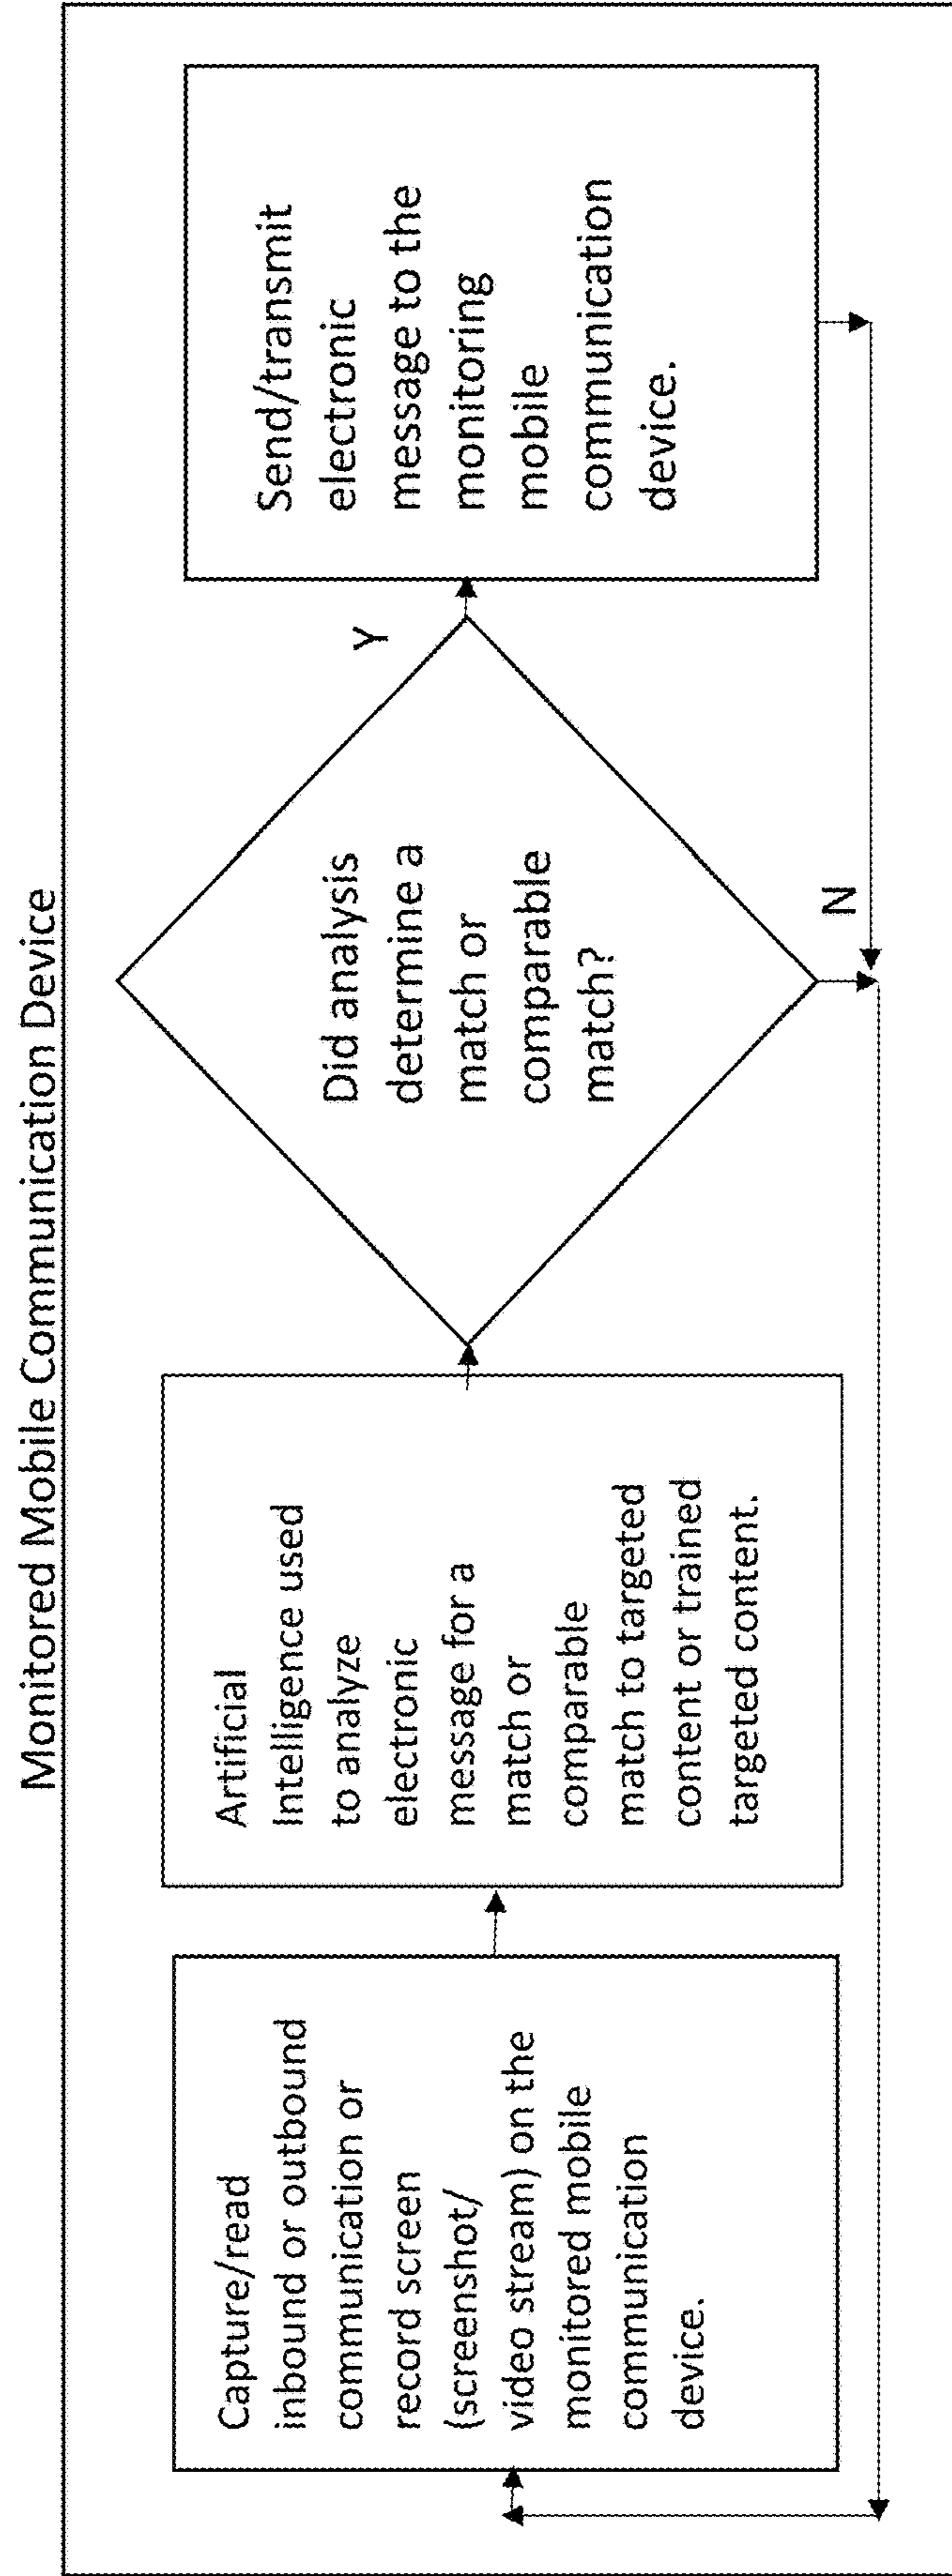 Monitored Mobile Communication Device
Capture/read
inbound or outbound
communication or
record screen
(screenshot/
video stream) on the
monitored mobile
communication
device.
Artificial
Intelligence used
to analyze
electronic
message for a
match or
comparable
match to targeted
content or trained
targeted content.
Did analysis
determine a
match or
comparable
match?
Y
N
Send/transmit
electronic
message to the
monitoring
mobile
communication
device.